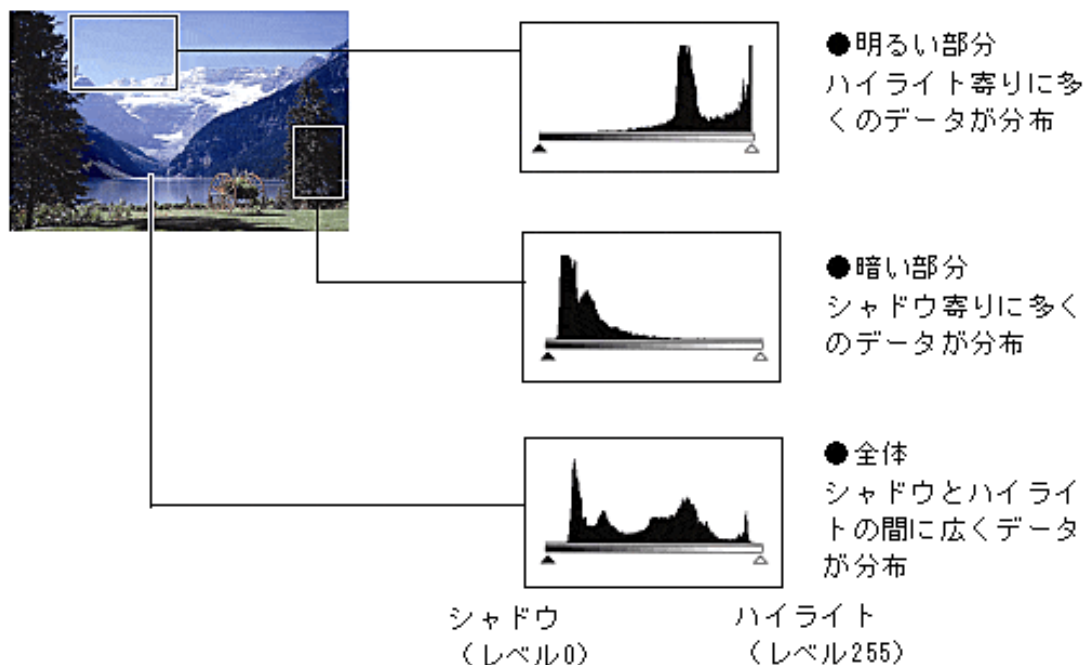 ●明るい部分
ハイライト寄りに多
くのデータが分布
●暗い部分
シャドウ寄りに多く
のデータが分布
●全体
シャドウとハイライ
トの間に広くデータ
が分布
シャドウ
（レベル0）
ハイライト
（レベル255）